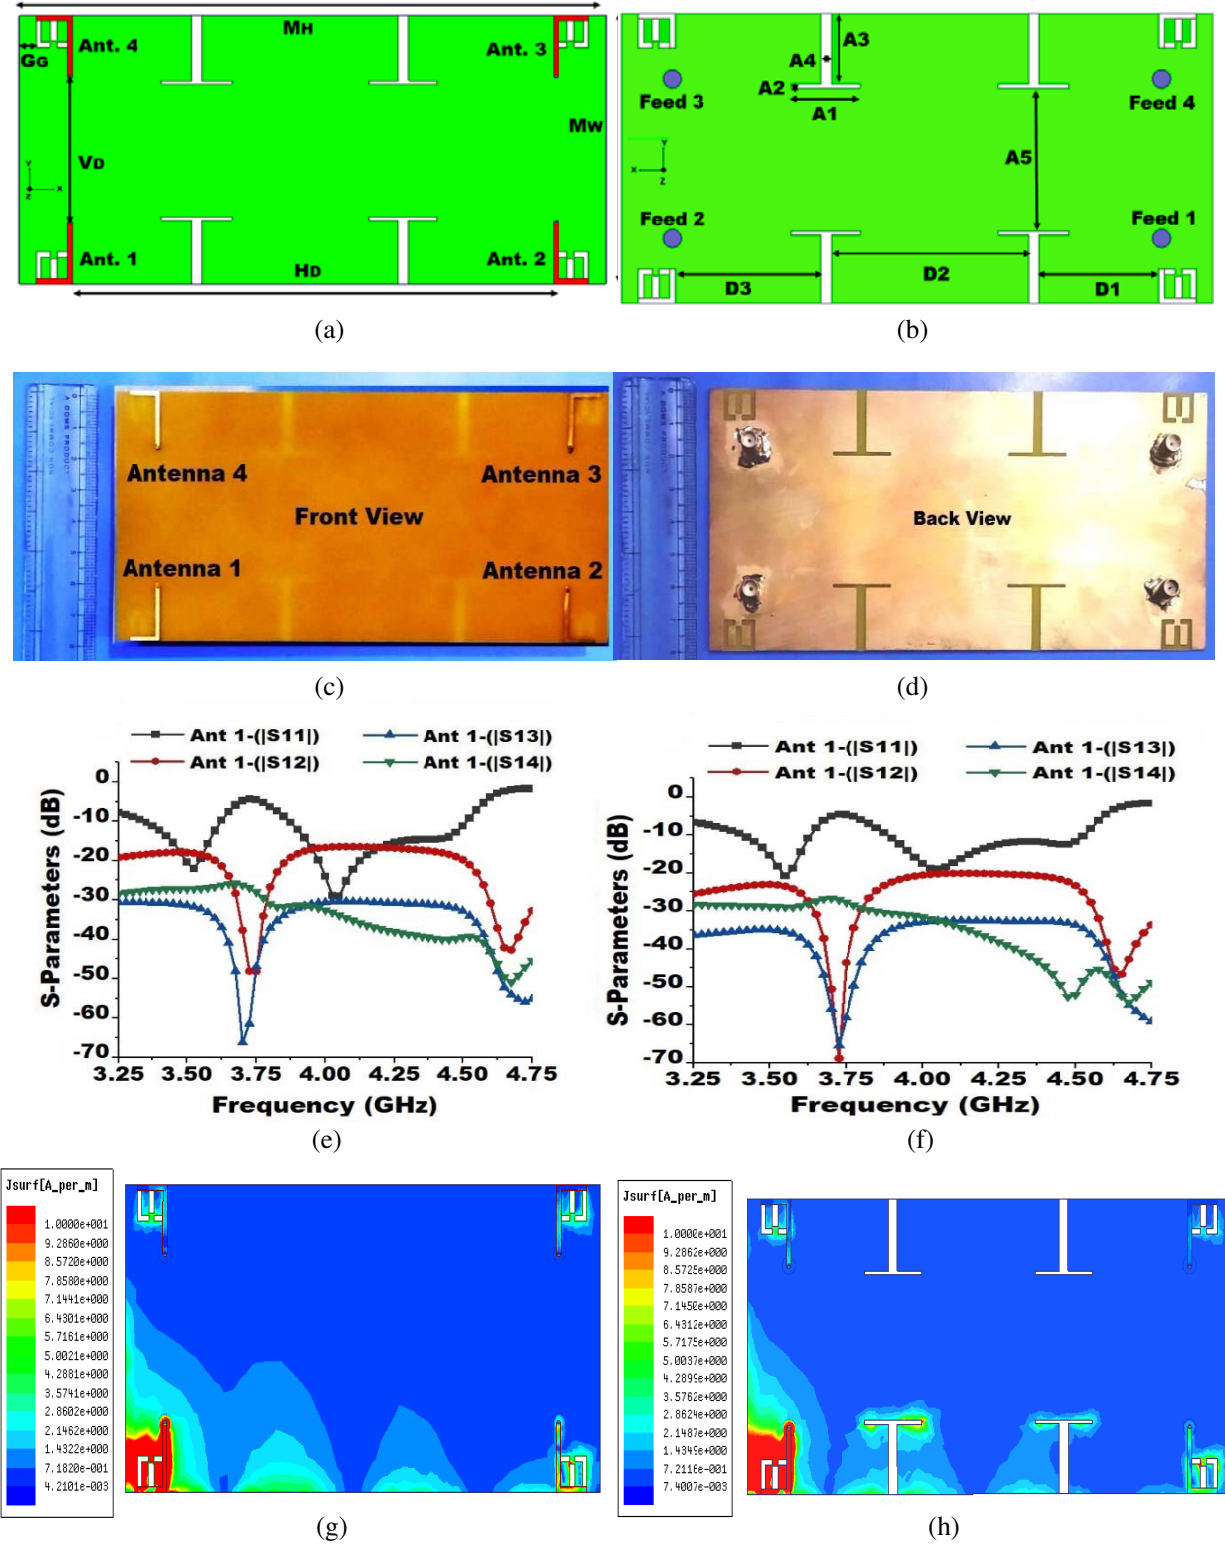 MH
Ant. 4
Ant. 3
GG
MW
VD
Y
Z
X
Ant. 1
Ant. 2
HD
(a)
A3
A4
A2
A1
Feed 3
Feed 4
A5
Y
X
Z
Feed 2
Feed 1
D3
D2
D1
(b)
Antenna 4
Antenna 3
Front View
Antenna 1
Antenna 2
(c)
Back View
(d)
Ant 1-(|S11|)
Ant 1-(|S13|)
Ant 1-(|S12|)
Ant 1-(|S14|)
S-Parameters (dB)
0
-10
-20
-30
-40
-50
-60
-70
3.25 3.50 3.75 4.00 4.25 4.50 4.75
Frequency (GHz)
(e)
Ant 1-(|S11|)
Ant 1-(|S13|)
Ant 1-(|S12|)
Ant 1-(|S14|)
S-Parameters (dB)
0
-10
-20
-30
-40
-50
-60
-70
3.25 3.50 3.75 4.00 4.25 4.50 4.75
Frequency (GHz)
(f)
Jsurf[A_per_m]
1.0000e+001
9.2860e+000
8.5720e+000
7.8580e+000
7.1441e+000
6.4301e+000
5.7161e+000
5.0021e+000
4.2881e+000
3.5741e+000
2.8602e+000
2.1462e+000
1.4322e+000
7.1820e-001
4.2101e-003
(g)
Jsurf[A_per_m]
1.0000e+001
9.2862e+000
8.5725e+000
7.8587e+000
7.1450e+000
6.4312e+000
5.7175e+000
5.0037e+000
4.2899e+000
3.5762e+000
2.8624e+000
2.1487e+000
1.4349e+000
7.2116e-001
7.4007e-003
(h)